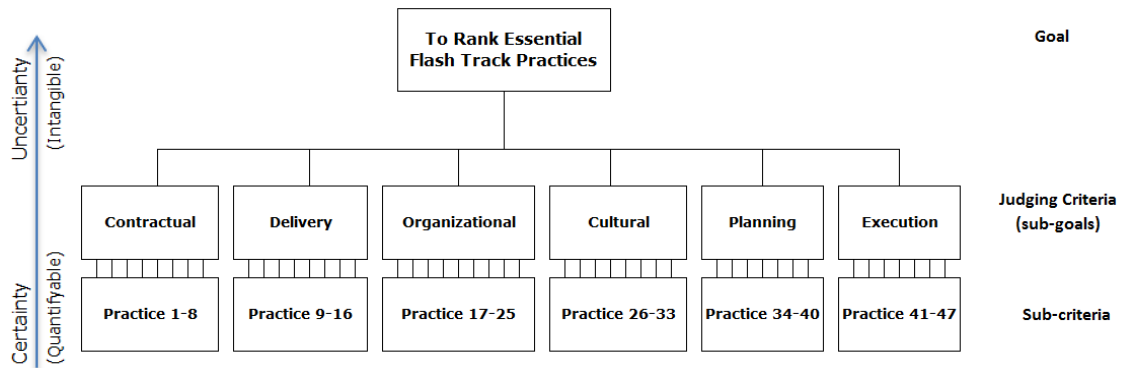 To Rank Essential
Flash Track Practices
Goal
Uncertianty
(Intangible)
Contractual
Delivery
Organizational
Cultural
Planning
Execution
Judging Criteria
(sub-goals)
Certainty
(Quantifyable)
Practice 1-8
Practice 9-16
Practice 17-25
Practice 26-33
Practice 34-40
Practice 41-47
Sub-criteria